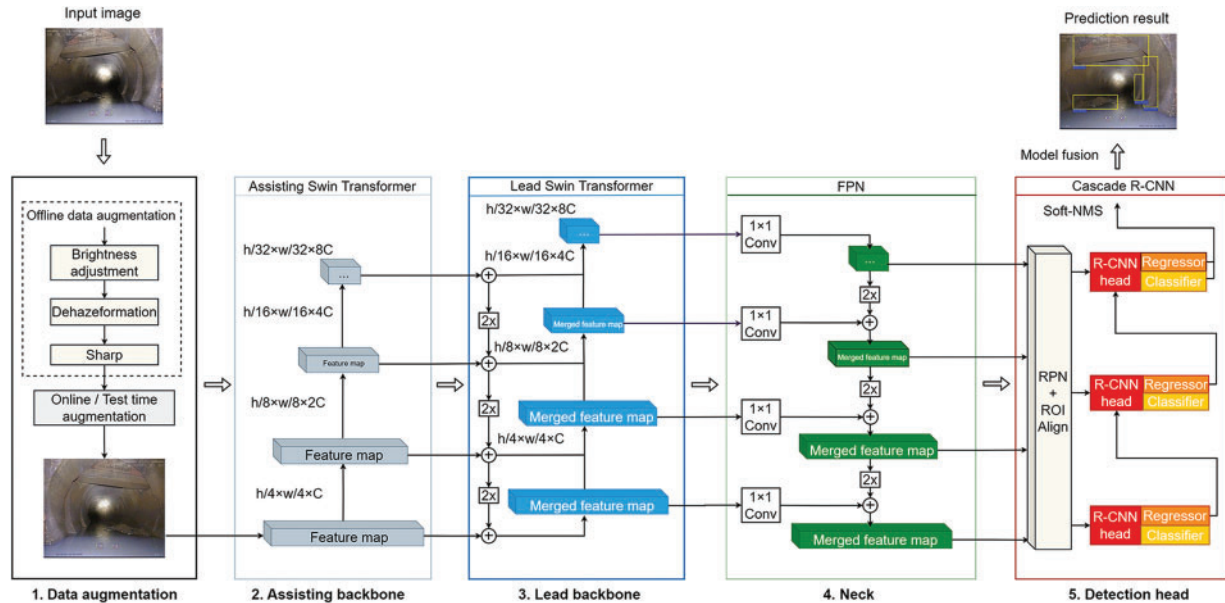 Input image
Prediction result
Model fusion
Offline data augmentation
Brightness
adjustment
Dehazeformation
Sharp
Online / Test time
augmentation
1. Data augmentation
Assisting Swin Transformer
h/32×w/32×8C
...
h/16×w/16×4C
Feature map
h/8×w/8×2C
Feature map
h/4×w/4×C
Feature map
2. Assisting backbone
Lead Swin Transformer
h/32×w/32×8C
...
h/16×w/16×4C
2x
Merged feature map
h/8×w/8×2C
2x
Merged feature map
h/4×w/4×C
2x
Merged feature map
3. Lead backbone
FPN
1×1
Conv
...
2x
1×1
Conv
Merged feature map
2x
1×1
Conv
Merged feature map
2x
1×1
Conv
Merged feature map
4. Neck
Cascade R-CNN
Soft-NMS
RPN
+
ROI
Align
R-CNN
head
Regressor
Classifier
R-CNN
head
Regressor
Classifier
R-CNN
head
Regressor
Classifier
5. Detection head